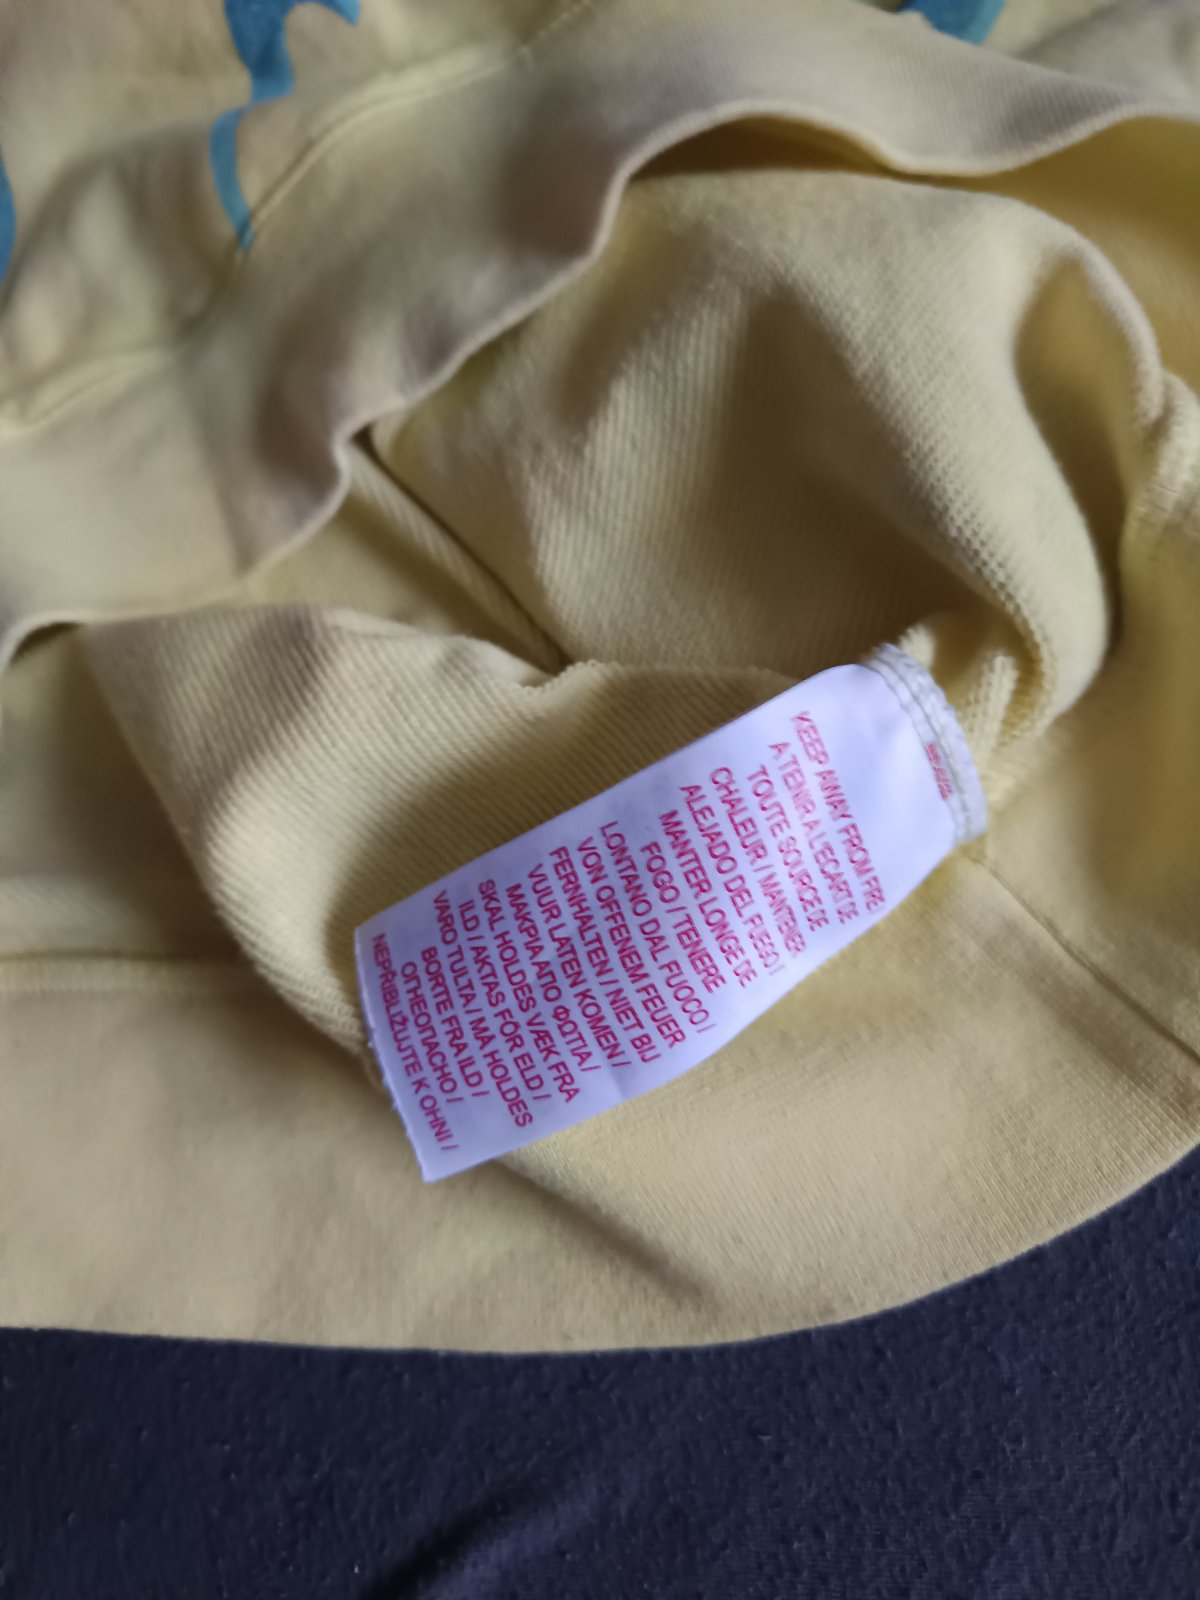 KEEP AWAY FROM FIRE /
A TENIR A L'ECART DE
TOUTE SOURCE DE
CHALEUR / MANTENER
ALEJADO DEL FUEGO /
MANTER LONGE DE
FOGO / TENERE
LONTANO DAL FUOCO /
VON OFFENEM FEUER
FERNHALTEN / NIET BIJ
VUUR LATEN KOMEN /
ΜΑΚΡΙΑ ΑΠΟ ΦΩΤΙΑ /
SKAL HOLDES VÆK FRA
ILD / AKTAS FÖR ELD /
VARO TULTA / MA HOLDES
BORTE FRA ILD /
ОГНЕОПАСНО /
NEPŘIBLIŽUJTE K OHNI /